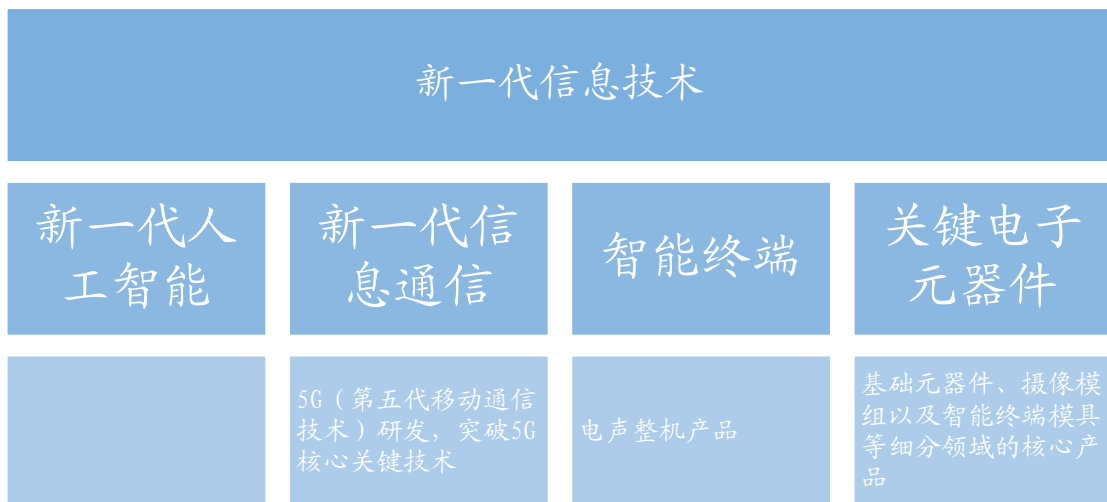 新一代信息技术
新一代人
工智能
新一代信
息通信
智能终端
关键电子
元器件
5G（第五代移动通信
技术）研发，突破5G
核心关键技术
电声整机产品
基础元器件、摄像模
组以及智能终端模具
等细分领域的核心产
品